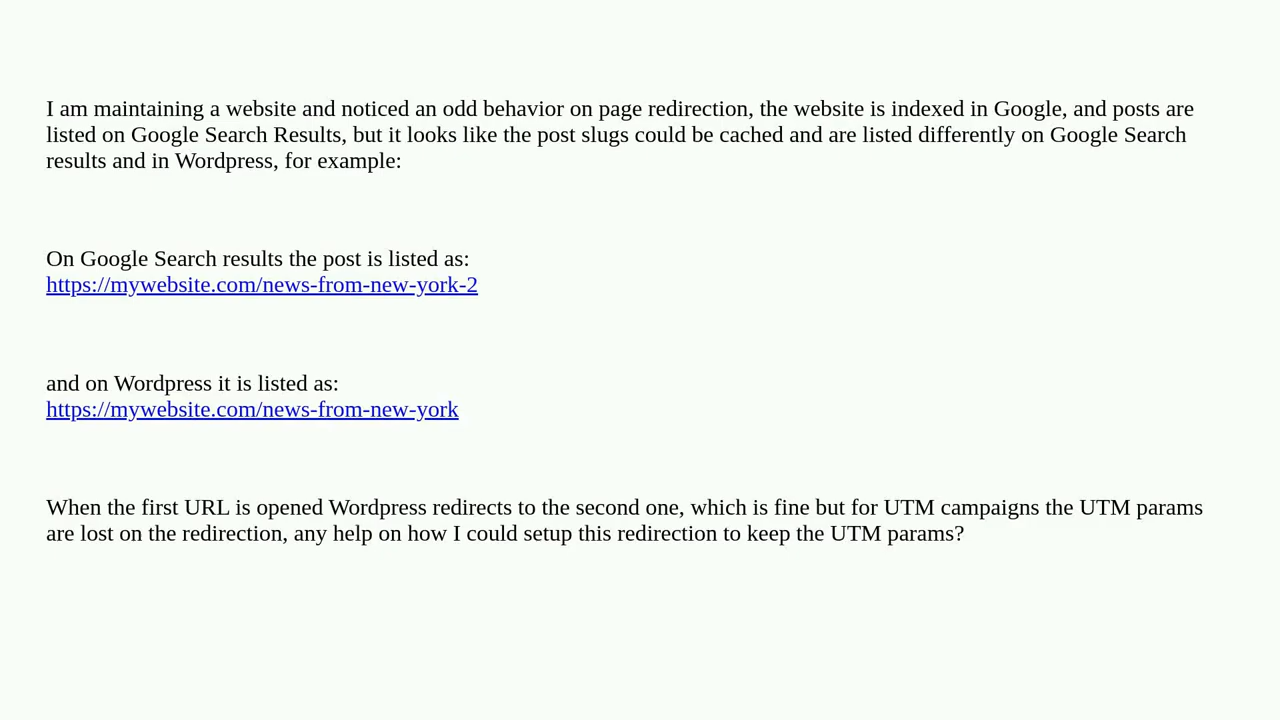 I am maintaining a website and noticed an odd behavior on page redirection, the website is indexed in Google, and posts are
listed on Google Search Results, but it looks like the post slugs could be cached and are listed differently on Google Search
results and in Wordpress, for example:
On Google Search results the post is listed as:
https://mywebsite.com/news-from-new-york-2
and on Wordpress it is listed as:
https://mywebsite.com/news-from-new-york
When the first URL is opened Wordpress redirects to the second one, which is fine but for UTM campaigns the UTM params
are lost on the redirection, any help on how I could setup this redirection to keep the UTM params?